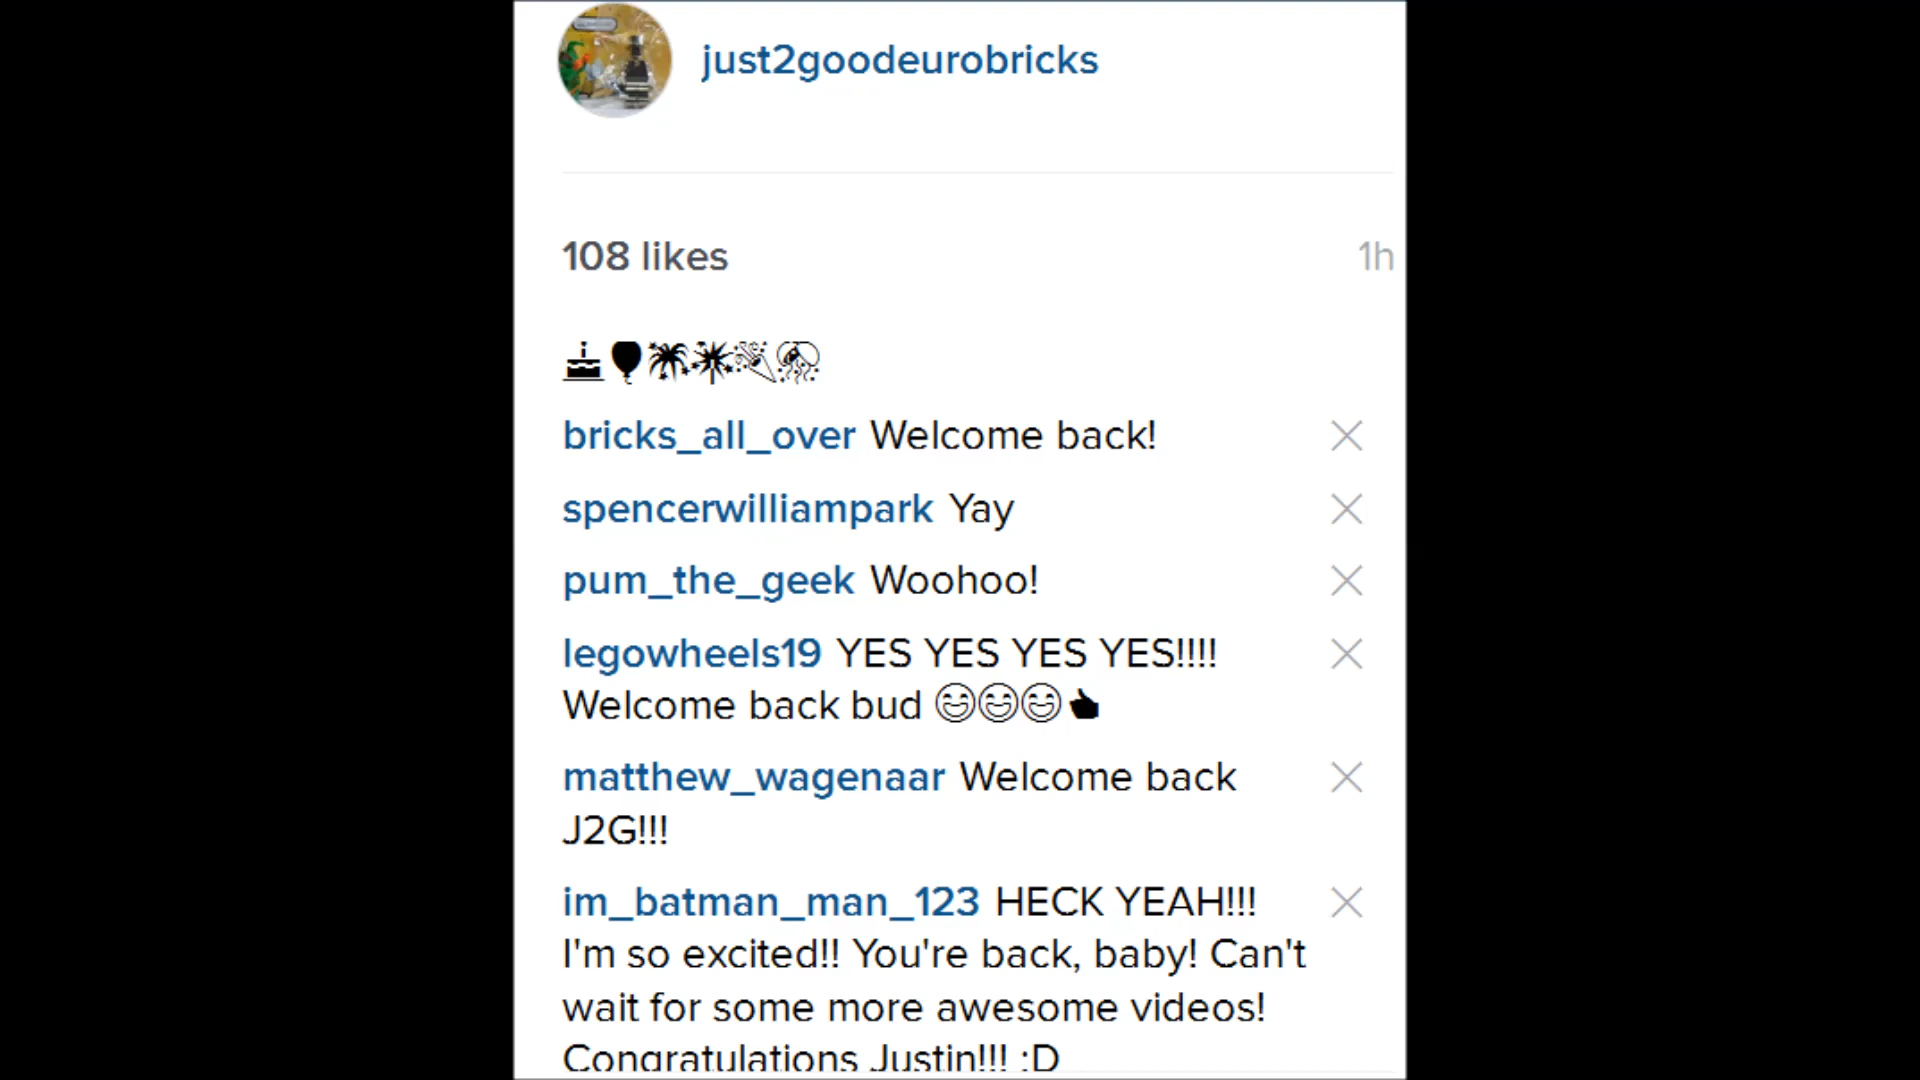 just2goodeurobricks
108 likes 1h
🎂🎈🎆🎇🎉🎊
bricks_all_over Welcome back!
spencerwilliampark Yay
pum_the_geek Woohoo!
legowheels19 YES YES YES YES!!!!
Welcome back bud 😊😊😊👍
matthew_wagenaar Welcome back
J2G!!!
im_batman_man_123 HECK YEAH!!!
I'm so excited!! You're back, baby! Can't
wait for some more awesome videos!
Congratulations Justin!!! :D